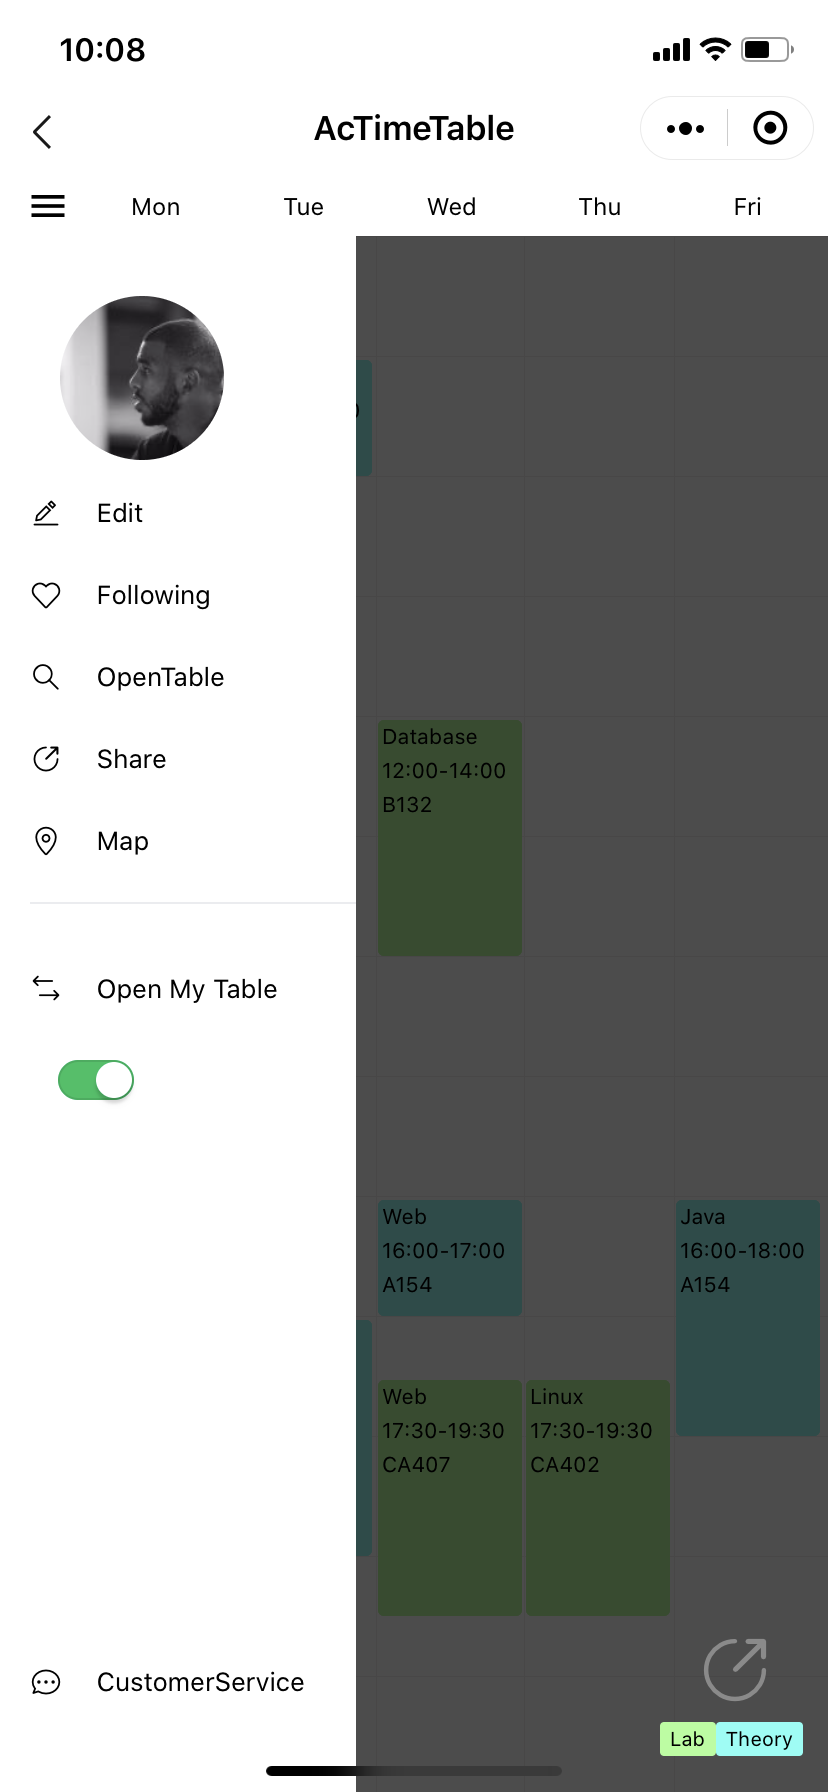 10:08
AcTimeTable
Mon Tue Wed Thu Fri
Edit
Following
OpenTable
Share
Map
Open My Table
CustomerService
Database
12:00-14:00
B132
Web
16:00-17:00
A154
Java
16:00-18:00
A154
Web
17:30-19:30
CA407
Linux
17:30-19:30
CA402
Lab Theory